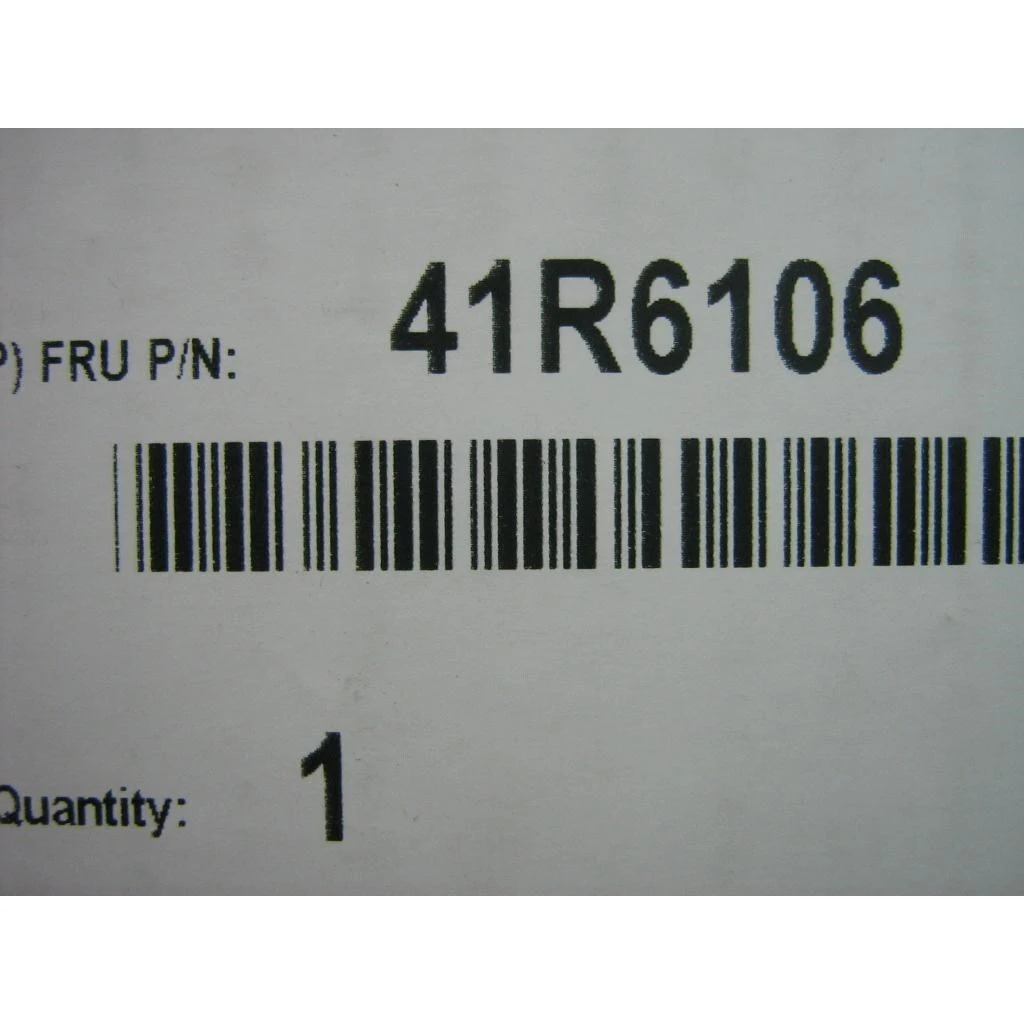 P) FRU P/N: 41R6106
Quantity: 1